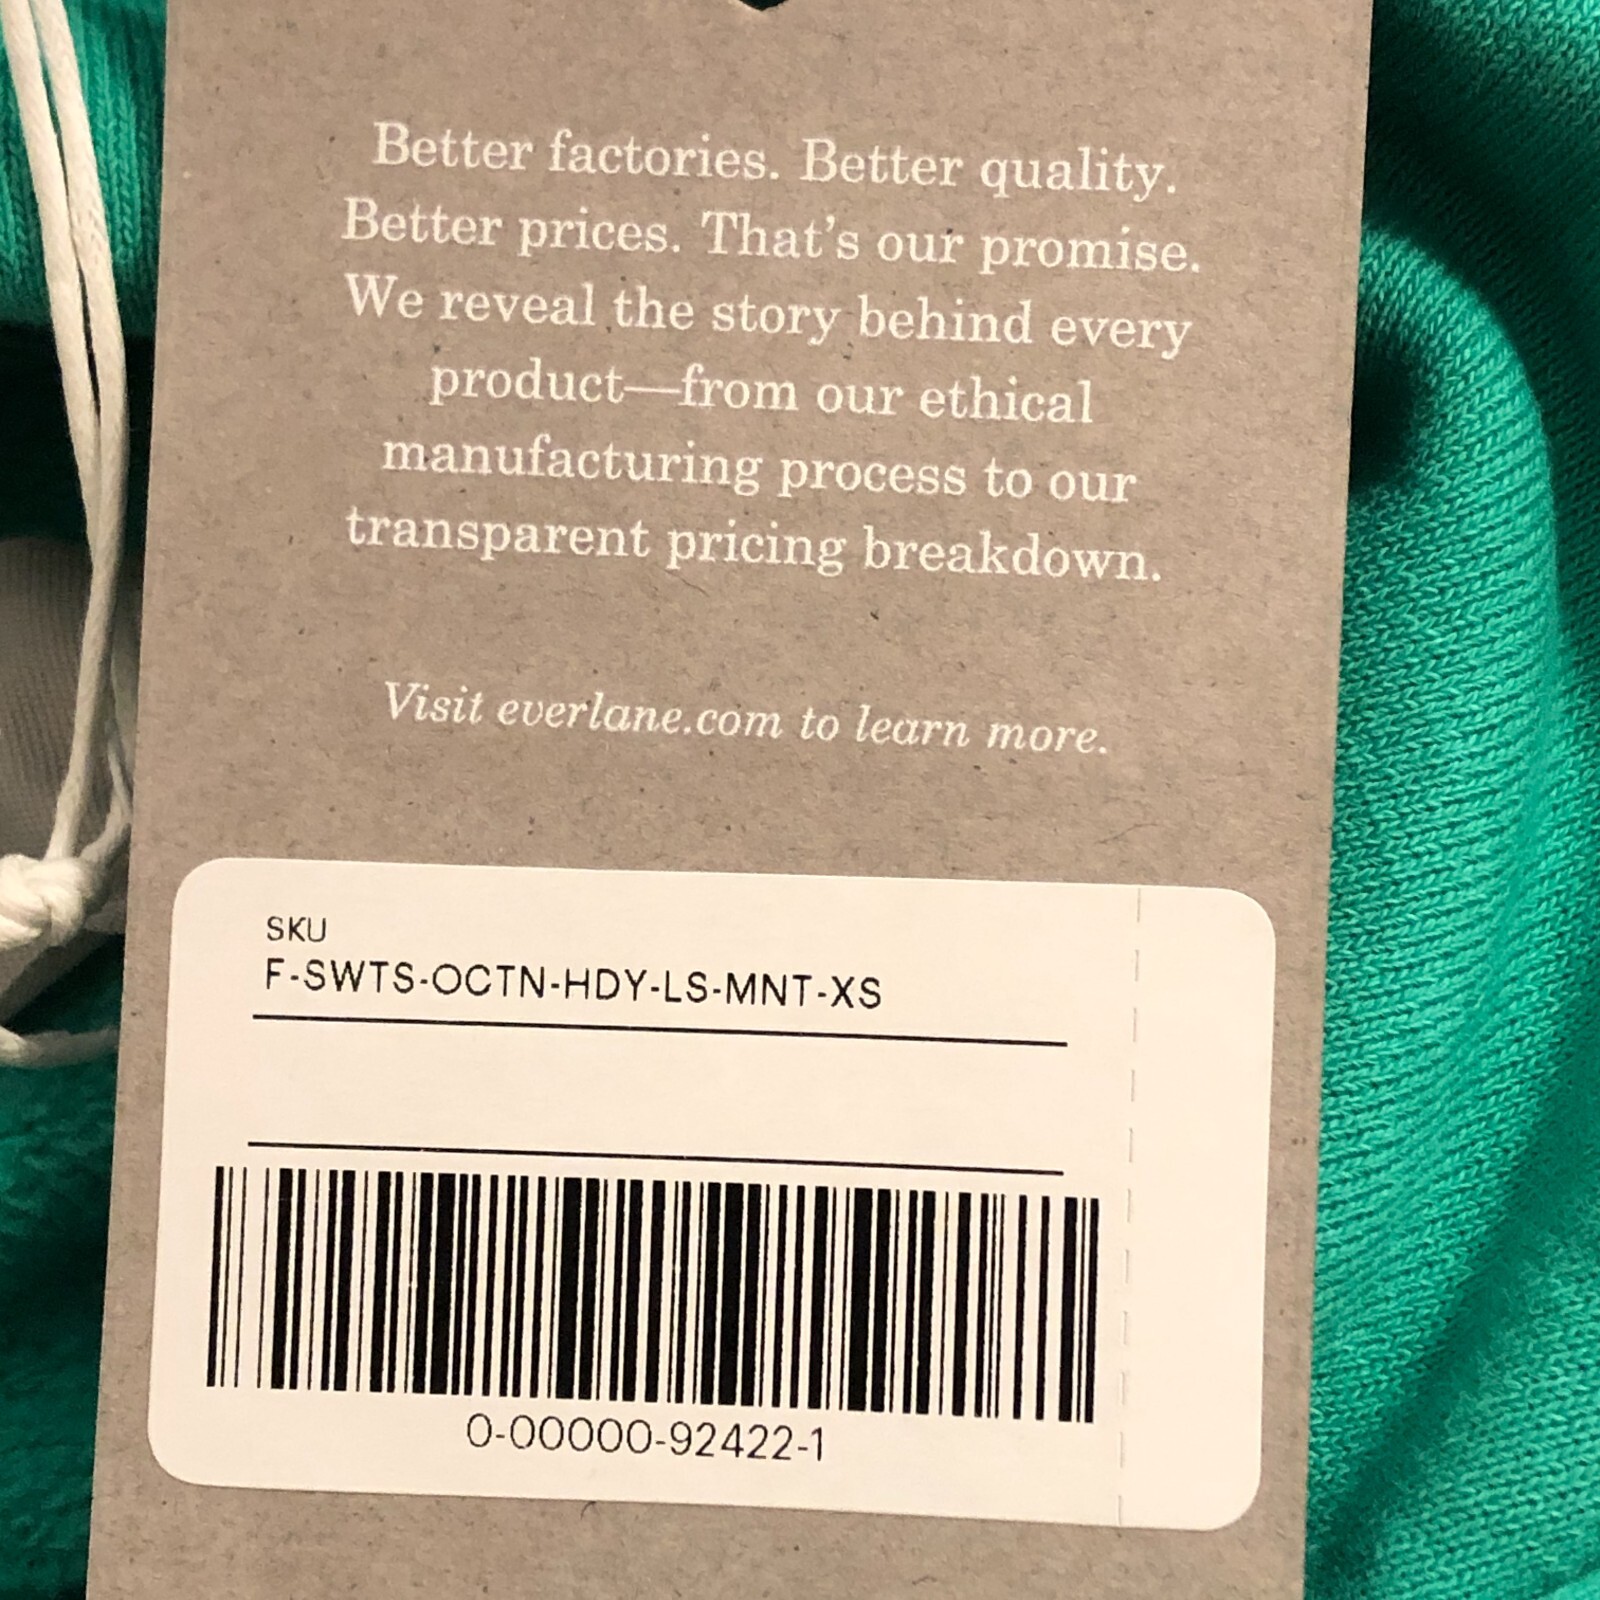 Better factories. Better quality.
Better prices. That's our promise.
We reveal the story behind every
product—from our ethical
manufacturing process to our
transparent pricing breakdown.
Visit everlane.com to learn more.
SKU
F-SWTS-OCTN-HDY-LS-MNT-XS
0-00000-92422-1